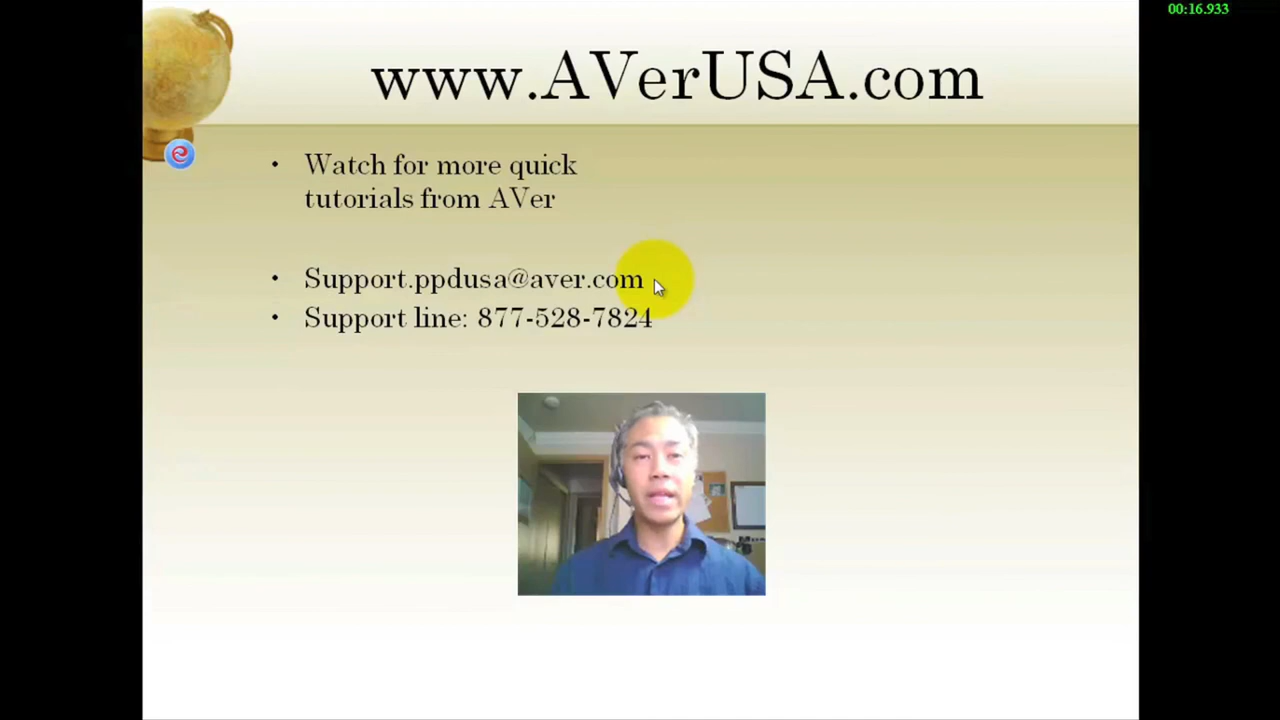 00:16.933
www.AVerUSA.com
• Watch for more quick
tutorials from AVer
• Support.ppdusa@aver.com
• Support line: 877-528-7824